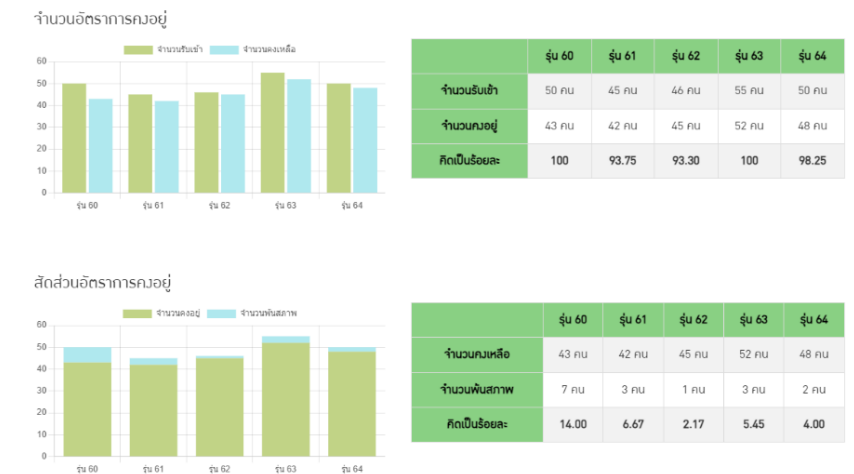 จำนวนอัตราการคงอยู่
จำนวนรับเข้า จำนวนคงเหลือ
60
50
40
30
20
10
0
รุ่น 60 รุ่น 61 รุ่น 62 รุ่น 63 รุ่น 64
รุ่น 60 รุ่น 61 รุ่น 62 รุ่น 63 รุ่น 64
จำนวนรับเข้า 50 คน 45 คน 46 คน 55 คน 50 คน
จำนวนคงอยู่ 43 คน 42 คน 45 คน 52 คน 48 คน
คิดเป็นร้อยละ 100 93.75 93.30 100 98.25
สัดส่วนอัตราการคงอยู่
จำนวนคงอยู่ จำนวนพ้นสภาพ
60
50
40
30
20
10
0
รุ่น 60 รุ่น 61 รุ่น 62 รุ่น 63 รุ่น 64
รุ่น 60 รุ่น 61 รุ่น 62 รุ่น 63 รุ่น 64
จำนวนคงเหลือ 43 คน 42 คน 45 คน 52 คน 48 คน
จำนวนพ้นสภาพ 7 คน 3 คน 1 คน 3 คน 2 คน
คิดเป็นร้อยละ 14.00 6.67 2.17 5.45 4.00